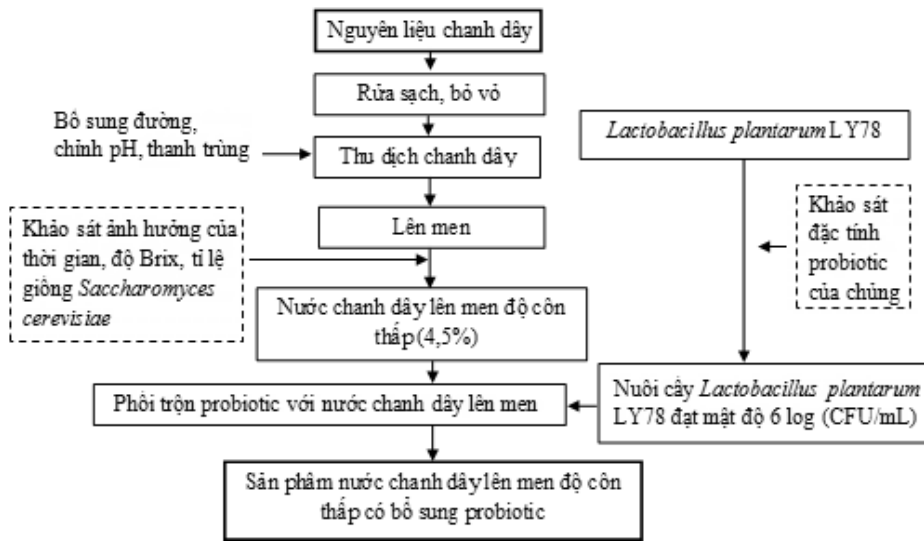 Nguyên liệu chanh dây
Rửa sạch, bỏ vỏ
Bổ sung đường,
chỉnh pH, thanh trùng
Thu dịch chanh dây
Lactobacillus plantarum LY78
Lên men
Khảo sát ảnh hưởng của
thời gian, độ Brix, tỉ lệ
giống Saccharomyces
cerevisiae
Khảo sát
đặc tính
probiotic
của chủng
Nước chanh dây lên men độ cồn
thấp (4,5%)
Phối trộn probiotic với nước chanh dây lên men
Nuôi cấy Lactobacillus plantarum
LY78 đạt mật độ 6 log (CFU/mL)
Sản phẩm nước chanh dây lên men độ cồn
thấp có bổ sung probiotic